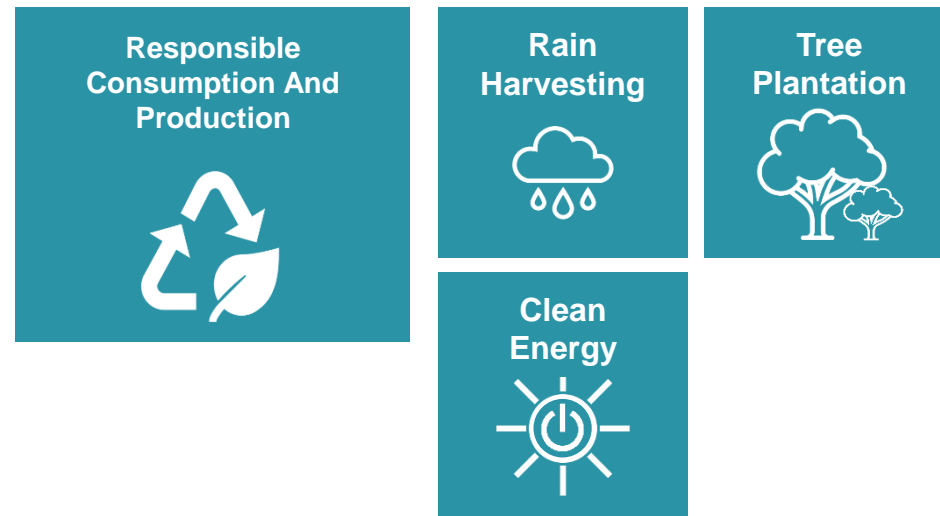 Responsible
Consumption And
Production
Rain
Harvesting
Tree
Plantation
Clean
Energy